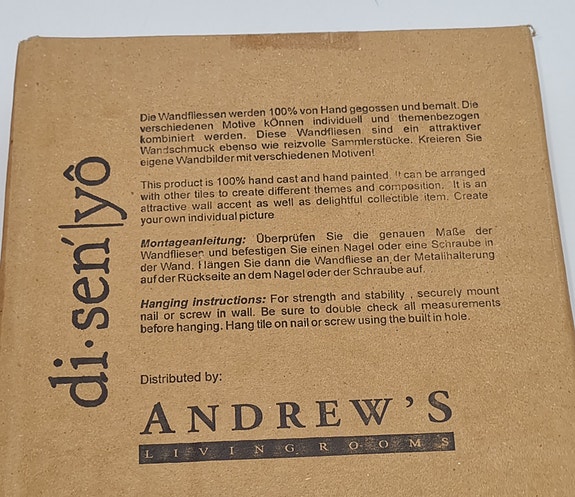 di·sen´|yô
Die Wandfliessen werden 100% von Hand gegossen und bemalt. Die
verschiedenen Motive kÖnnen individuell und themenbezogen
kombiniert werden. Diese Wandfliesen sind ein attraktiver
Wandschmuck ebenso wie reizvolle Sammlerstücke. Kreieren Sie
eigene Wandbilder mit verschiedenen Motiven!
This product is 100% hand cast and hand painted. It can be arranged
with other tiles to create different themes and composition. It is an
attractive wall accent as well as delightful collectible item. Create
your own individual picture
Montageanleitung: Überprüfen Sie die genauen Maße der
Wandfliesen und befestigen Sie einen Nagel oder eine Schraube in
der Wand. Hängen Sie dann die Wandfliese an der Metallhalterung
auf der Rückseite an dem Nagel oder der Schraube auf.
Hanging instructions: For strength and stability , securely mount
nail or screw in wall. Be sure to double check all measurements
before hanging. Hang tile on nail or screw using the built in hole.
Distributed by:
ANDREW'S
LIVINGROOMS